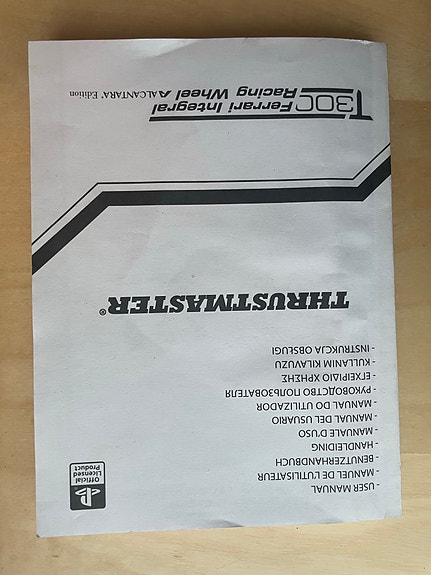 - USER MANUAL
- MANUEL DE L'UTILISATEUR
- BENUTZERHANDBUCH
- HANDLEIDING
- MANUALE D'USO
- MANUAL DEL USUARIO
- MANUAL DO UTILIZADOR
- РУКОВОДСТВО ПОЛЬЗОВАТЕЛЯ
- ΕΓΧΕΙΡΙΔΙΟ ΧΡΗΣΗΣ
- KULLANIM KILAVUZU
- INSTRUKCJA OBSŁUGI
Official
Licensed
Product
THRUSTMASTER®
T300 Ferrari Integral
Racing Wheel ALCANTARA® Edition